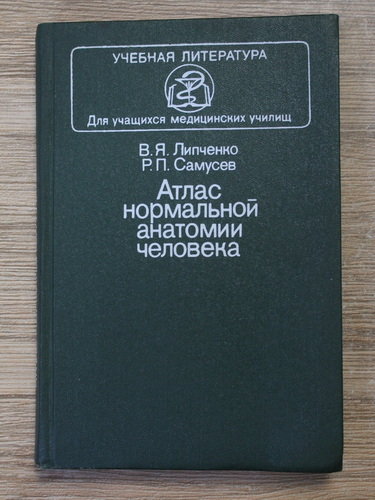 УЧЕБНАЯ ЛИТЕРАТУРА
Для учащихся медицинских училищ
В.Я. Липченко
Р.П. Самусев
Атлас
нормальной
анатомии
человека